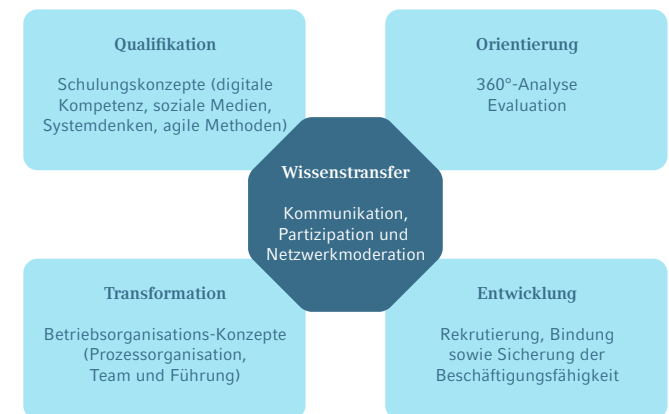 Qualifikation
Schulungskonzepte (digitale
Kompetenz, soziale Medien,
Systemdenken, agile Methoden)
Orientierung
360°-Analyse
Evaluation
Wissenstransfer
Kommunikation,
Partizipation und
Netzwerkmoderation
Transformation
Betriebsorganisations-Konzepte
(Prozessorganisation,
Team und Führung)
Entwicklung
Rekrutierung, Bindung
sowie Sicherung der
Beschäftigungsfähigkeit